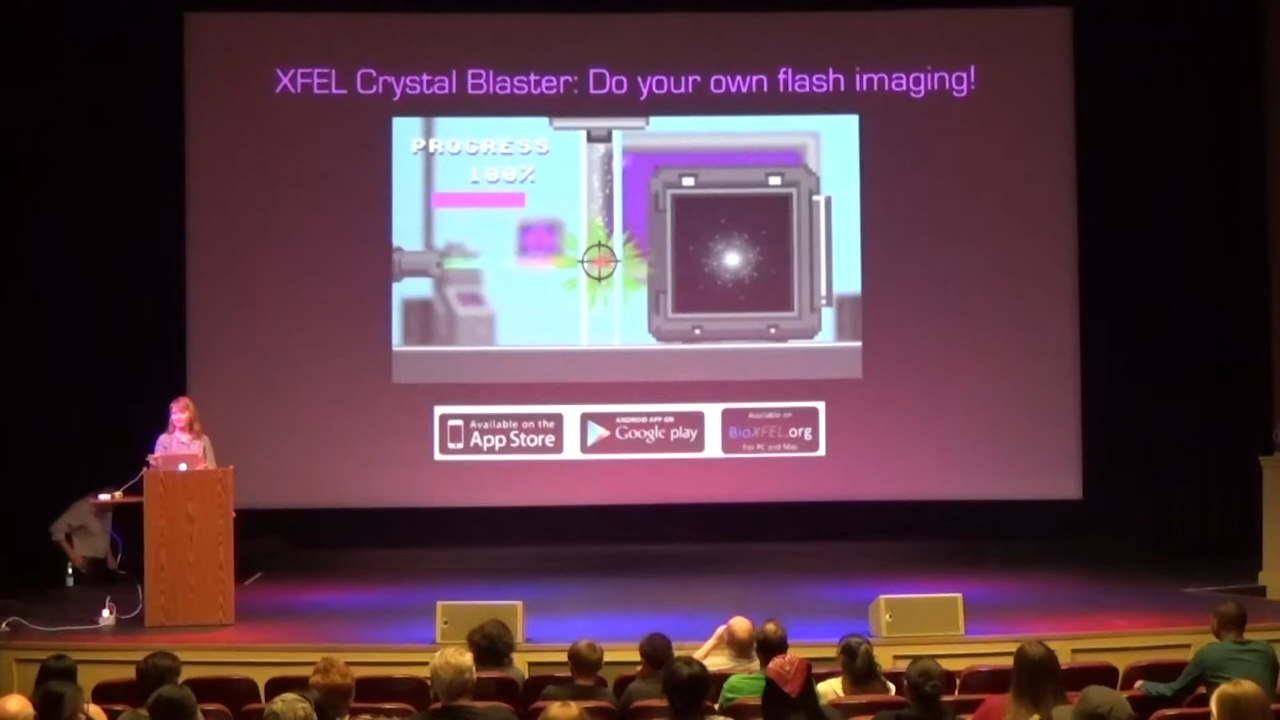 XFEL Crystal Blaster: Do your own flash imaging!
PROGRESS
100%
Available on the
App Store
ANDROID APP ON
Google play
Available on
BioXFEL.org
For PC and Mac